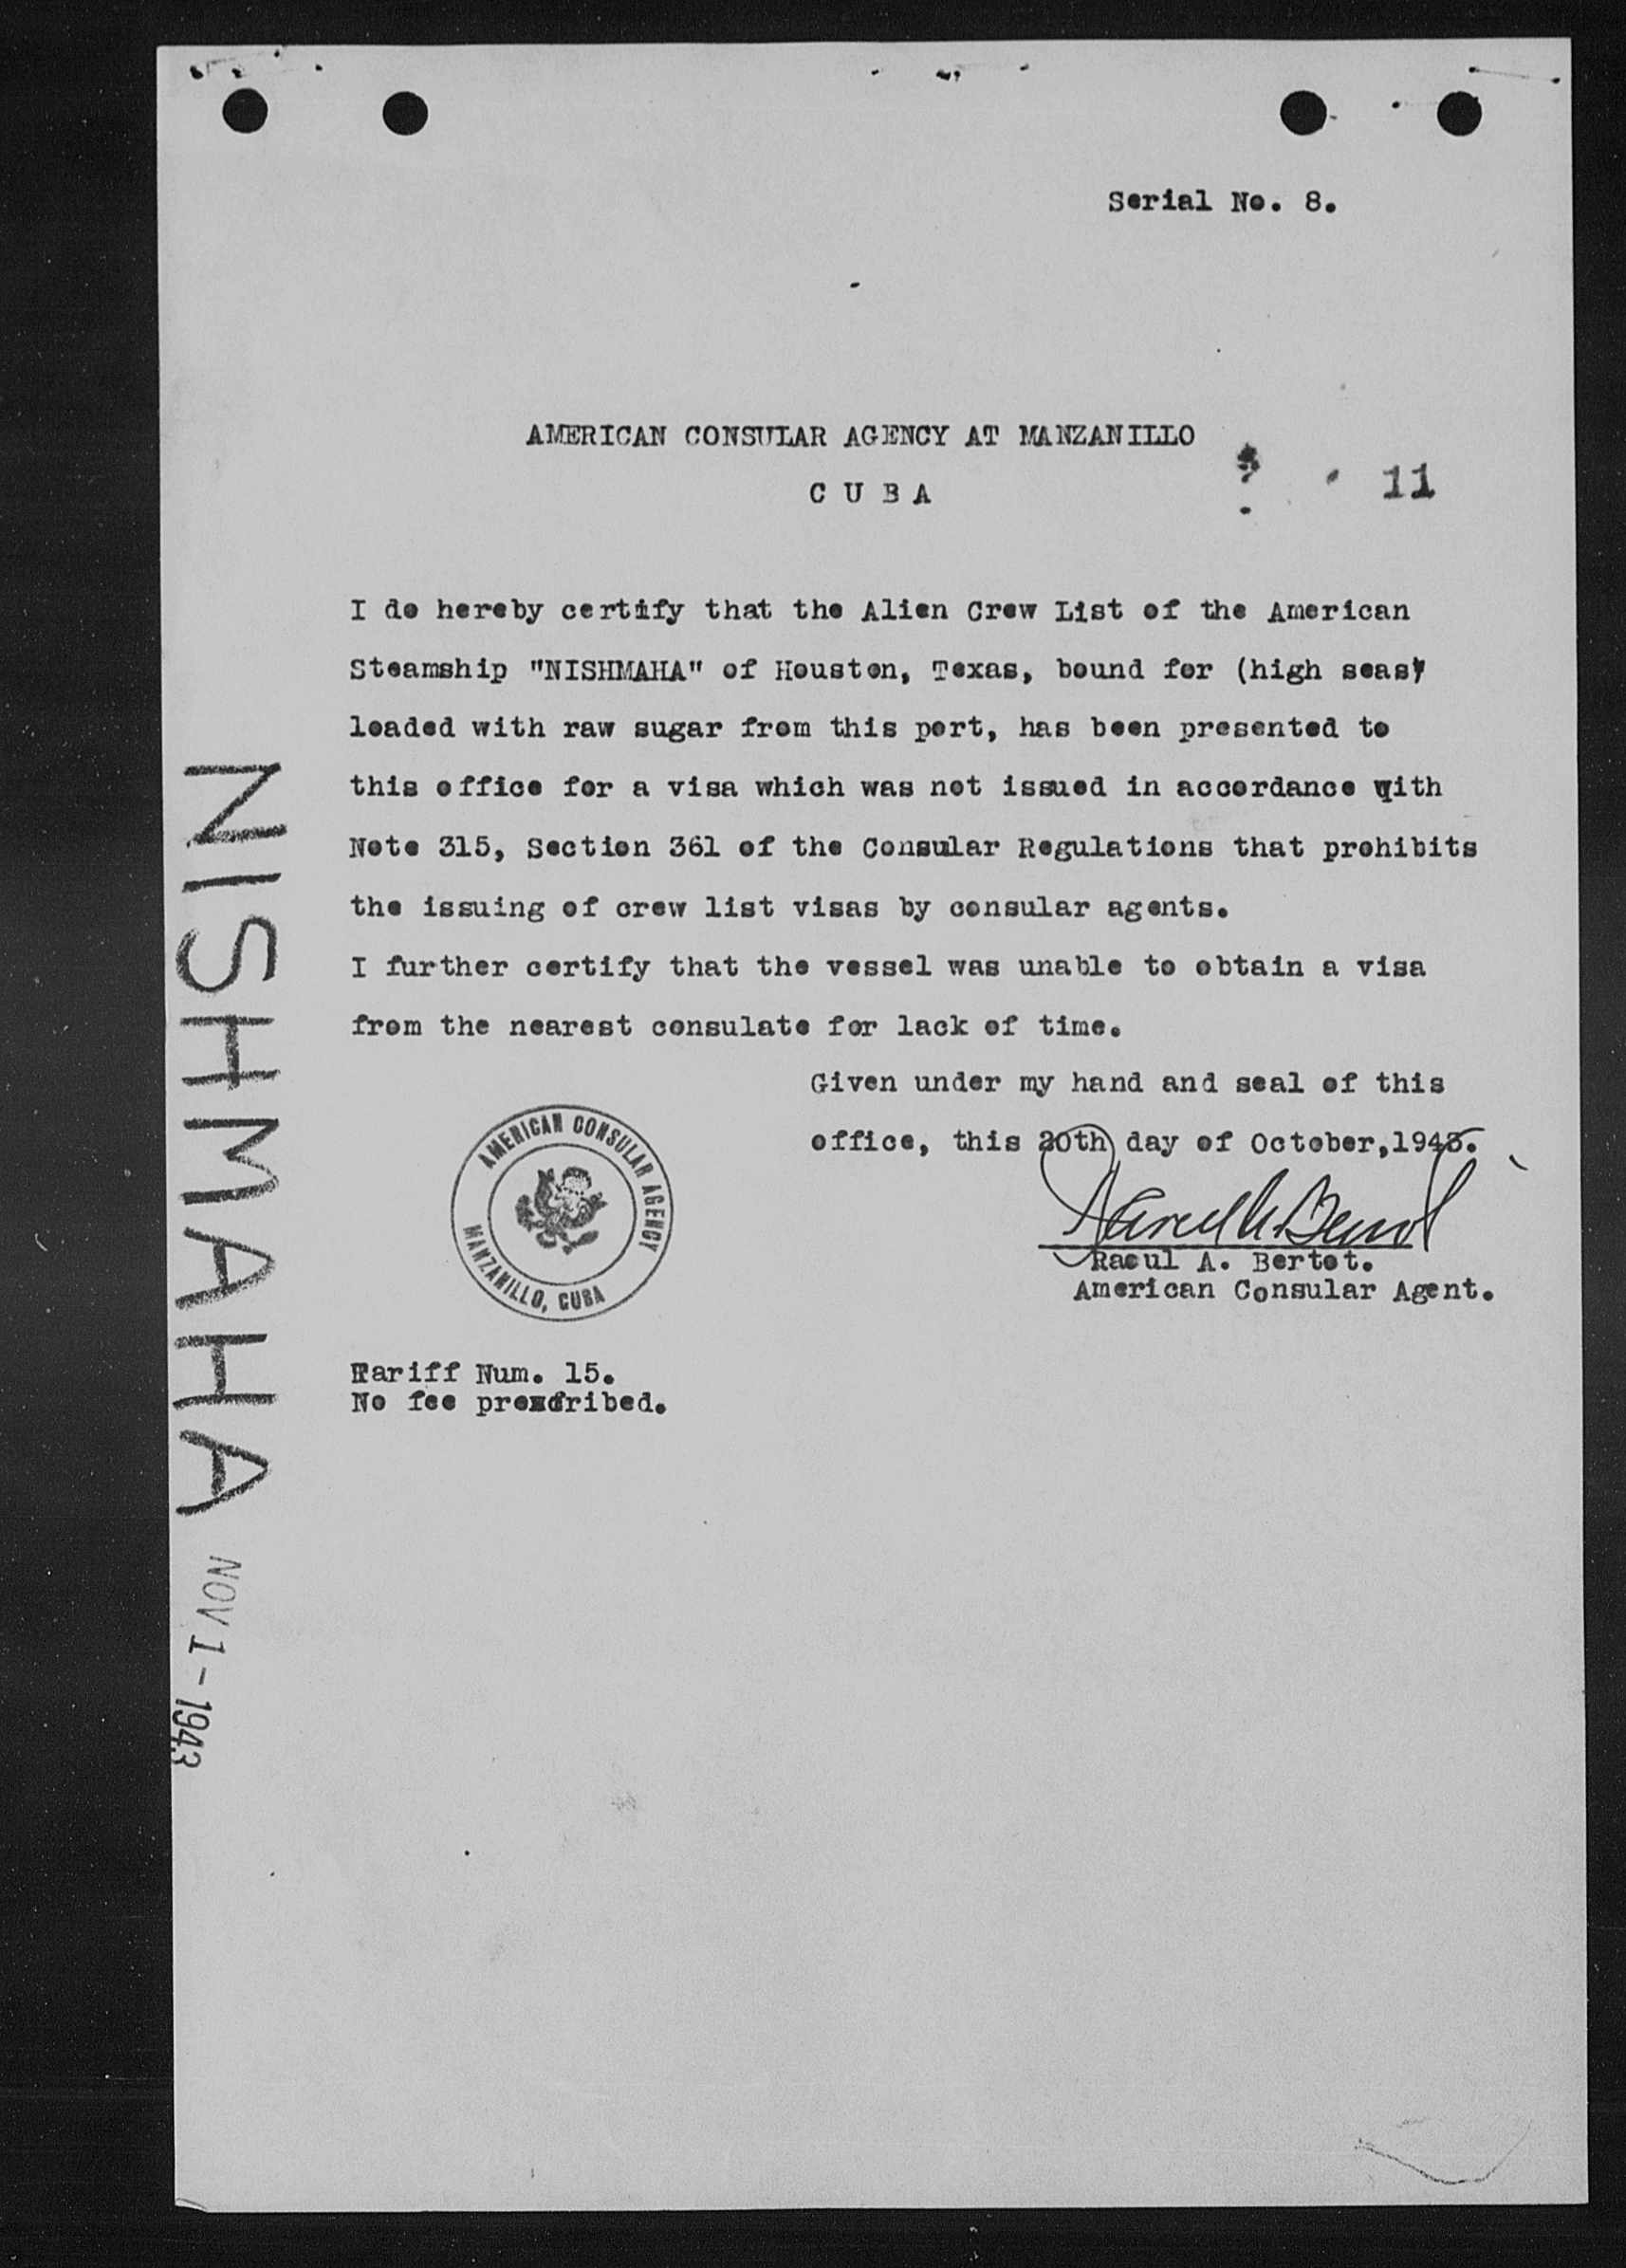 Serial No. 8.
AMERICAN CONSULAR AGENCY AT MANZANILLO
C U B A
11
I do hereby certify that the Alien Crew List of the American
Steamship "NISHMAHA" of Houston, Texas, bound for (high seas)
loaded with raw sugar from this port, has been presented to
this office for a visa which was not issued in accordance with
Note 315, Section 361 of the Consular Regulations that prohibits
the issuing of crew list visas by consular agents.
I further certify that the vessel was unable to obtain a visa
from the nearest consulate for lack of time.
Given under my hand and seal of this
office, this 20th day of October,1943.
AMERICAN CONSULAR AGENCY
MANZANILLO, CUBA
Raoul A. Bertot.
American Consular Agent.
Tariff Num. 15.
No fee prescribed.
NISHMAHA
NOV 1 - 1943